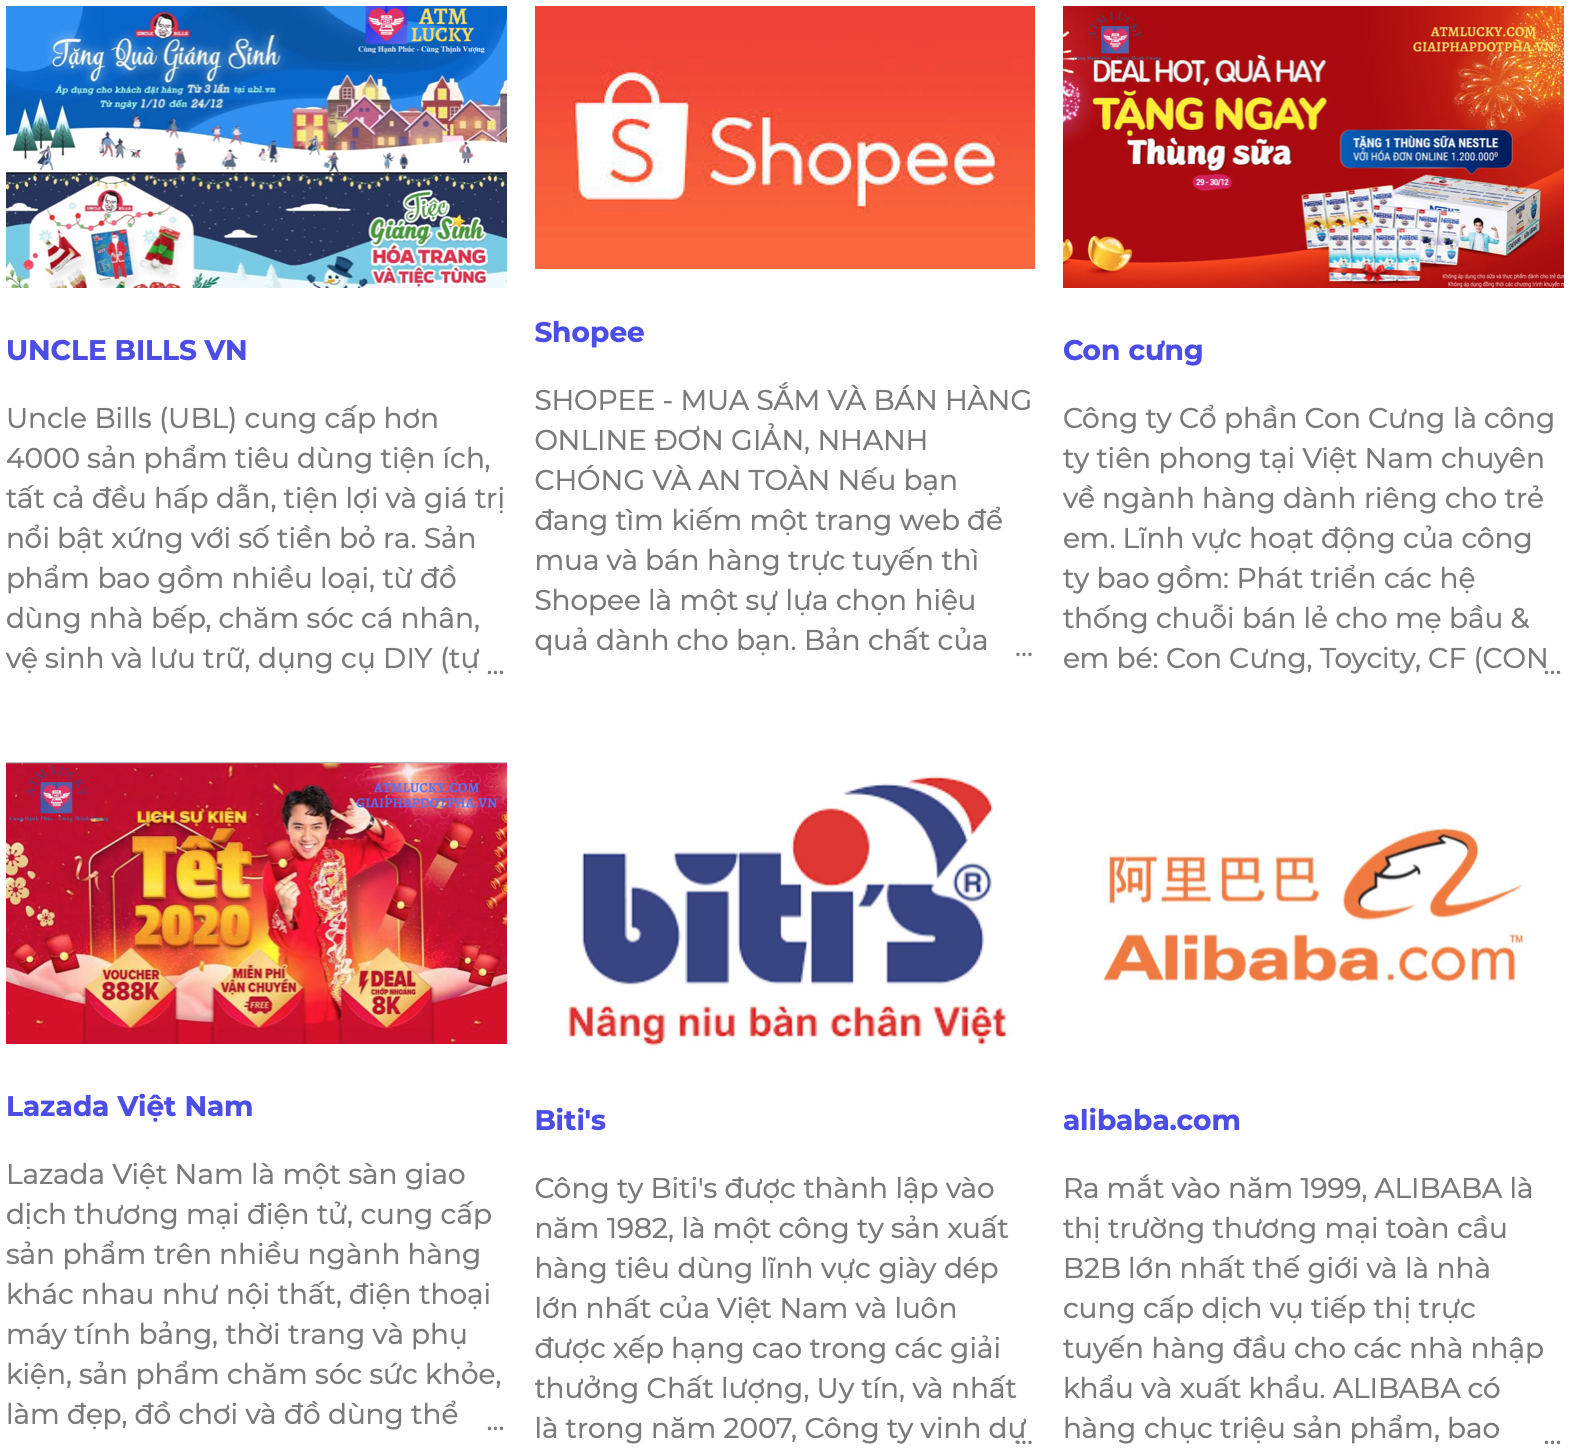 UNCLE BILLS
ATM
LUCKY
Cùng Hạnh Phúc - Cùng Thịnh Vượng
Tặng Quà Giáng Sinh
Áp dụng cho khách đặt hàng Từ 3 lần tại ubl.vn
Từ ngày 1/10 đến 24/12
UNCLE BILLS
Tiệc
Giáng Sinh
HÓA TRANG
VÀ TIỆC TÙNG
UNCLE BILLS VN
Uncle Bills (UBL) cung cấp hơn
4000 sản phẩm tiêu dùng tiện ích,
tất cả đều hấp dẫn, tiện lợi và giá trị
nổi bật xứng với số tiền bỏ ra. Sản
phẩm bao gồm nhiều loại, từ đồ
dùng nhà bếp, chăm sóc cá nhân,
vệ sinh và lưu trữ, dụng cụ DIY (tự ...
S Shopee
Shopee
SHOPEE - MUA SẮM VÀ BÁN HÀNG
ONLINE ĐƠN GIẢN, NHANH
CHÓNG VÀ AN TOÀN Nếu bạn
đang tìm kiếm một trang web để
mua và bán hàng trực tuyến thì
Shopee là một sự lựa chọn hiệu
quả dành cho bạn. Bản chất của ...
ATMLUCKY.COM
GIAIPHAPDOTPHA.VN
DEAL HOT, QUÀ HAY
TẶNG NGAY
Thùng sữa
29 - 30/12
TẶNG 1 THÙNG SỮA NESTLE
VỚI HÓA ĐƠN ONLINE 1.200.000Đ
Con cưng
Công ty Cổ phần Con Cưng là công
ty tiên phong tại Việt Nam chuyên
về ngành hàng dành riêng cho trẻ
em. Lĩnh vực hoạt động của công
ty bao gồm: Phát triển các hệ
thống chuỗi bán lẻ cho mẹ bầu &
em bé: Con Cưng, Toycity, CF (CON...
ATMLUCKY.COM
GIAIPHAPDOTPHA.VN
LỊCH SỰ KIỆN
Tết
2020
VOUCHER
888K
MIỄN PHÍ
VẬN CHUYỂN
FREE
DEAL
CHỚP NHOÁNG
8K
Lazada Việt Nam
Lazada Việt Nam là một sàn giao
dịch thương mại điện tử, cung cấp
sản phẩm trên nhiều ngành hàng
khác nhau như nội thất, điện thoại
máy tính bảng, thời trang và phụ
kiện, sản phẩm chăm sóc sức khỏe,
làm đẹp, đồ chơi và đồ dùng thể ...
biti's ®
Nâng niu bàn chân Việt
Biti's
Công ty Biti's được thành lập vào
năm 1982, là một công ty sản xuất
hàng tiêu dùng lĩnh vực giày dép
lớn nhất của Việt Nam và luôn
được xếp hạng cao trong các giải
thưởng Chất lượng, Uy tín, và nhất
là trong năm 2007, Công ty vinh dự...
阿里巴巴
Alibaba.com™
alibaba.com
Ra mắt vào năm 1999, ALIBABA là
thị trường thương mại toàn cầu
B2B lớn nhất thế giới và là nhà
cung cấp dịch vụ tiếp thị trực
tuyến hàng đầu cho các nhà nhập
khẩu và xuất khẩu. ALIBABA có
hàng chục triệu sản phẩm, bao ...